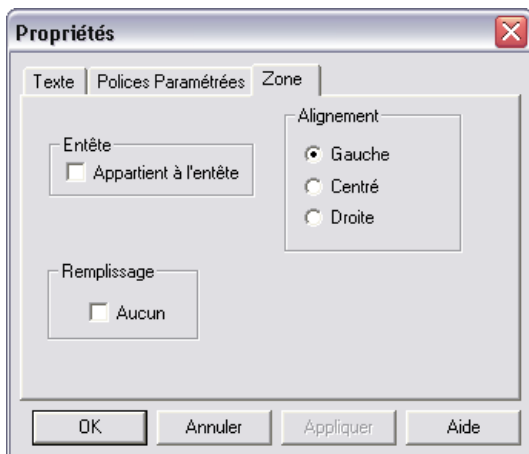 Propriétés
Texte Polices Paramétrées Zone
Entête
Appartient à l'entête
Alignement
Gauche
Centré
Droite
Remplissage
Aucun
OK Annuler Appliquer Aide